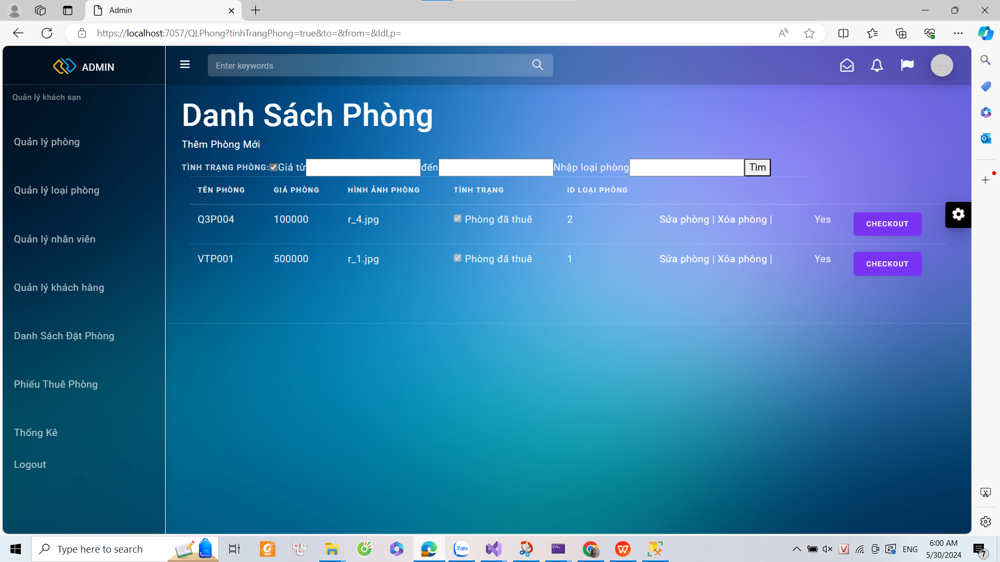 Admin
https://localhost:7057/QLPhong?tinhTrangPhong=true&to=&from=&IdLp=
ADMIN
Enter keywords
Quản lý khách sạn
Quản lý phòng
Quản lý loại phòng
Quản lý nhân viên
Quản lý khách hàng
Danh Sách Đặt Phòng
Phiếu Thuê Phòng
Thống Kê
Logout
Danh Sách Phòng
Thêm Phòng Mới
TÌNH TRẠNG PHÒNG: Giá từ đến Nhập loại phòng Tìm
TÊN PHÒNG GIÁ PHÒNG HÌNH ẢNH PHÒNG TÌNH TRẠNG ID LOẠI PHÒNG
Q3P004 100000 r_4.jpg Phòng đã thuê 2 Sửa phòng | Xóa phòng | Yes CHECKOUT
VTP001 500000 r_1.jpg Phòng đã thuê 1 Sửa phòng | Xóa phòng | Yes CHECKOUT
Type here to search
PDF
Zalo
ENG
6:00 AM
5/30/2024
7